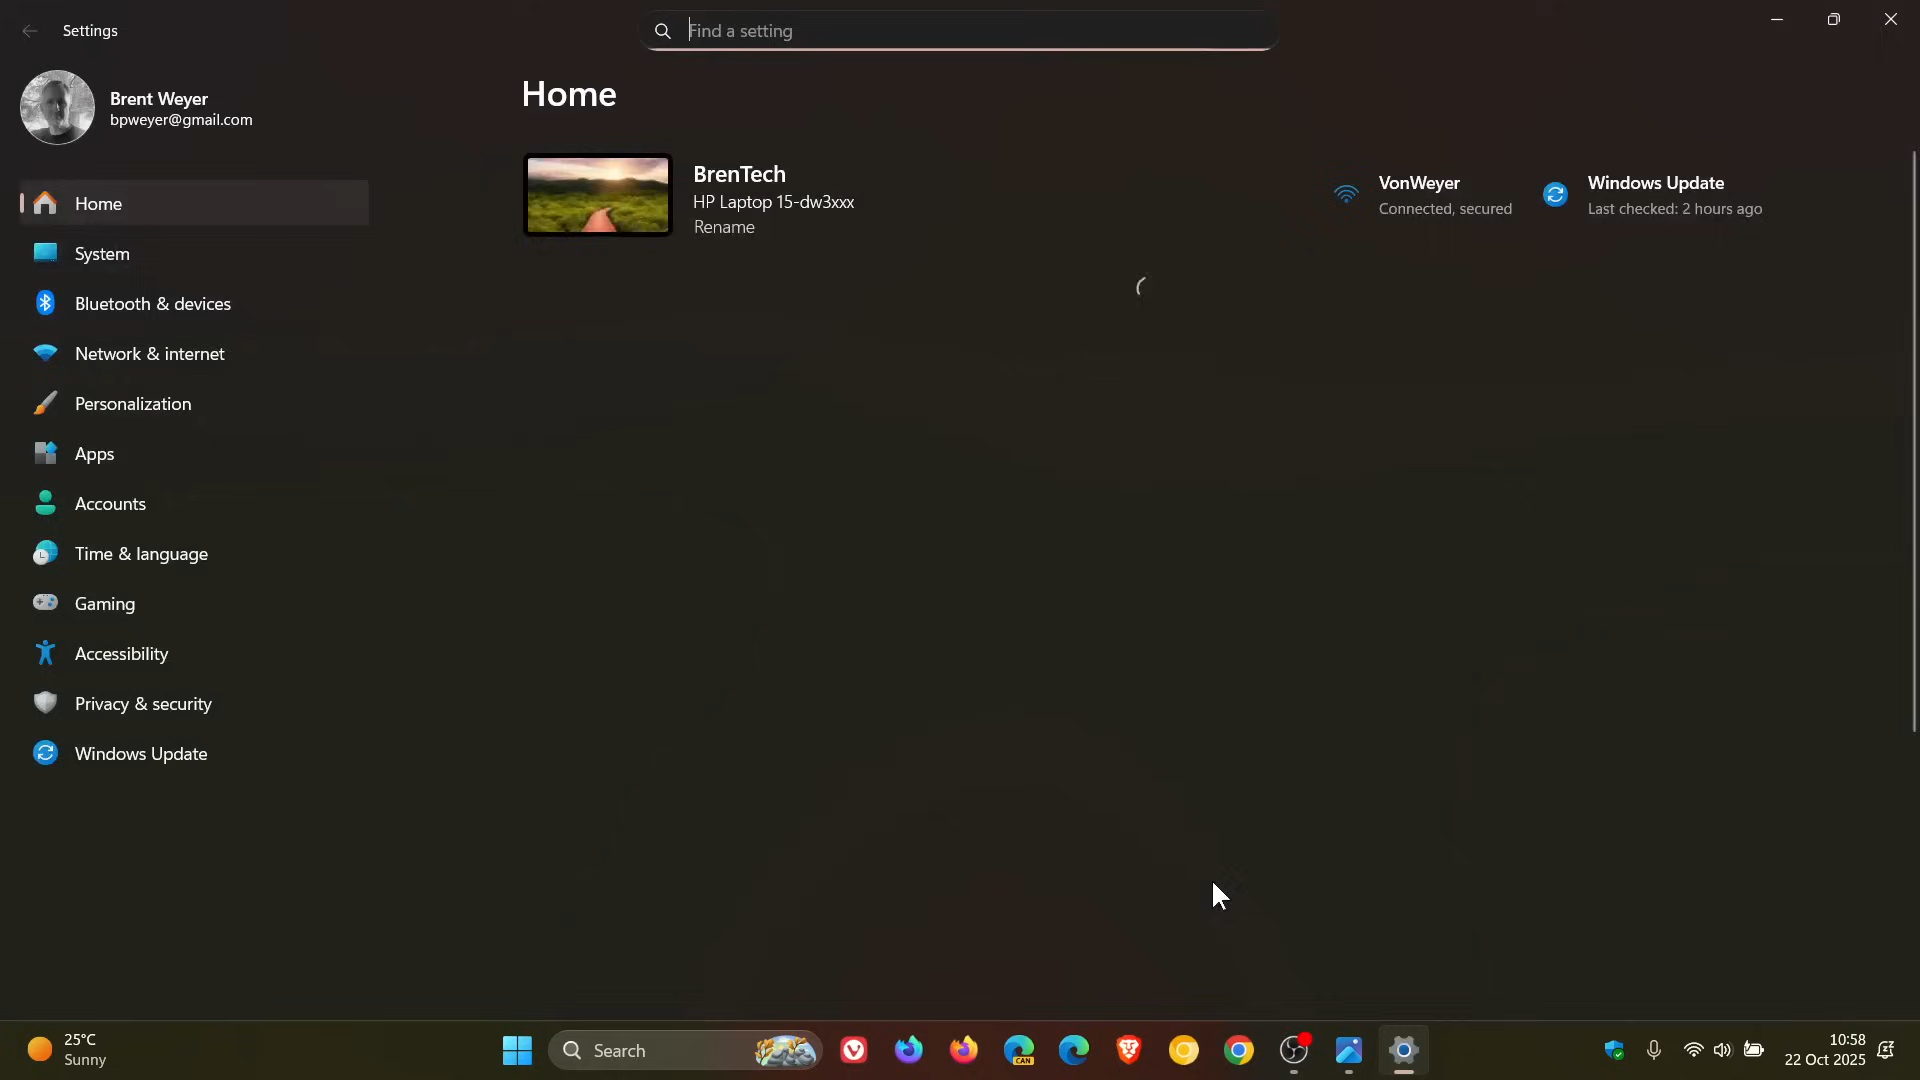 Settings
Find a setting
Brent Weyer
bpweyer@gmail.com
Home
BrenTech
HP Laptop 15-dw3xxx
Rename
VonWeyer
Connected, secured
Windows Update
Last checked: 2 hours ago
Home
System
Bluetooth & devices
Network & internet
Personalization
Apps
Accounts
Time & language
Gaming
Accessibility
Privacy & security
Windows Update
25°C
Sunny
Search
CAN
10:58
22 Oct 2025